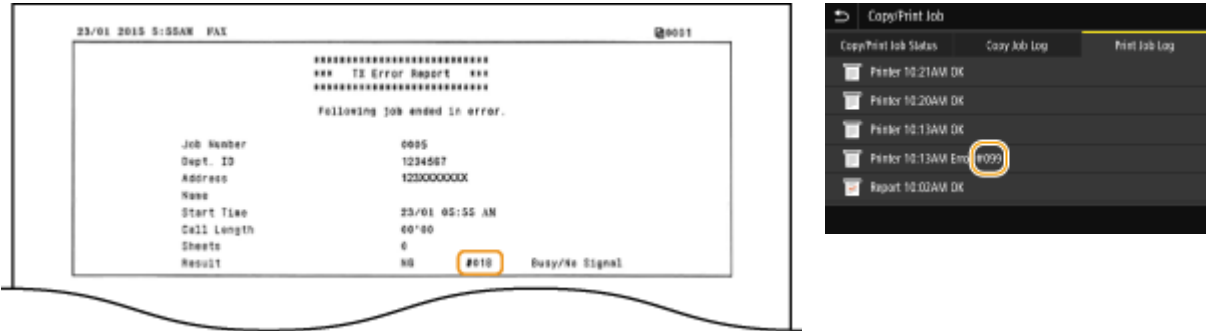 23/01 2015 5:55AM FAX 0001
***************************
*** TX Error Report ***
***************************
Following job ended in error.
Job Number 0005
Dept. ID 1234567
Address 123XXXXXXX
Name
Start Time 23/01 05:55 AM
Call Length 00'00
Sheets 0
Result NG #018 Busy/No Signal
Copy/Print Job
Copy/Print Job Status Copy Job Log Print Job Log
Printer 10:21AM OK
Printer 10:20AM OK
Printer 10:13AM OK
Printer 10:13AM Erro #099
Report 10:02AM OK